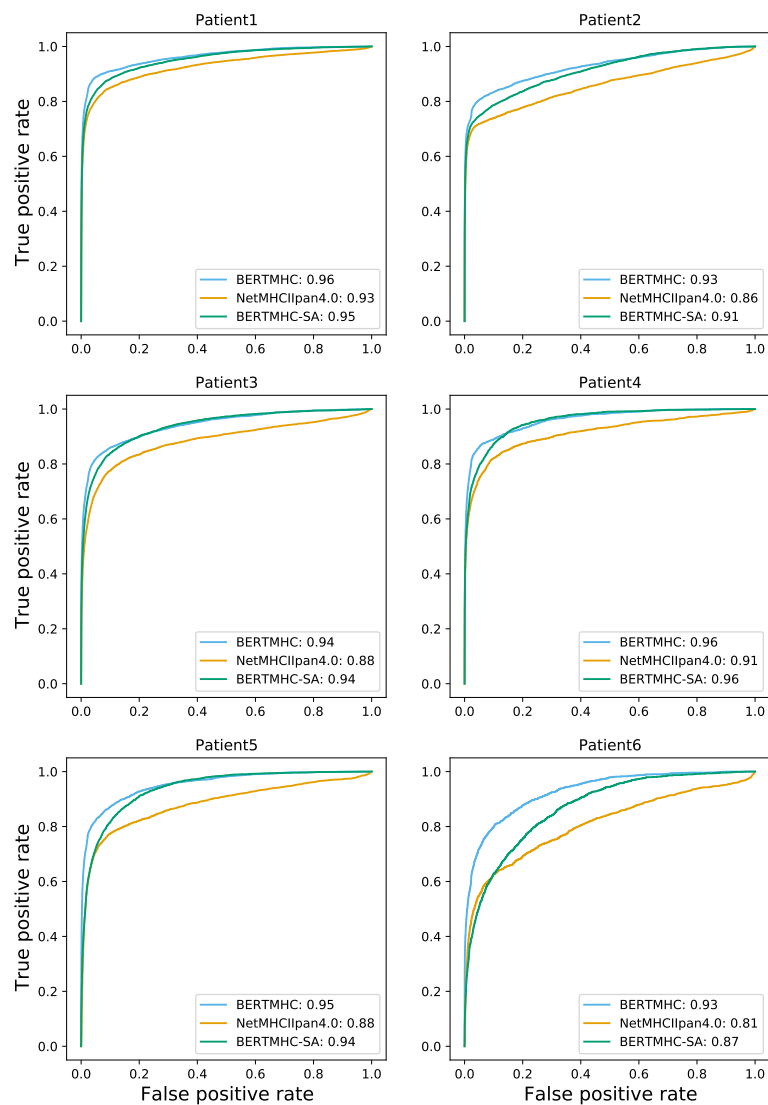 Patient1
True positive rate
1.0
0.8
0.6
0.4
0.2
0.0
BERTMHC: 0.96
NetMHCIIpan4.0: 0.93
BERTMHC-SA: 0.95
0.0 0.2 0.4 0.6 0.8 1.0
Patient2
1.0
0.8
0.6
0.4
0.2
0.0
BERTMHC: 0.93
NetMHCIIpan4.0: 0.86
BERTMHC-SA: 0.91
0.0 0.2 0.4 0.6 0.8 1.0
Patient3
True positive rate
1.0
0.8
0.6
0.4
0.2
0.0
BERTMHC: 0.94
NetMHCIIpan4.0: 0.88
BERTMHC-SA: 0.94
0.0 0.2 0.4 0.6 0.8 1.0
Patient4
1.0
0.8
0.6
0.4
0.2
0.0
BERTMHC: 0.96
NetMHCIIpan4.0: 0.91
BERTMHC-SA: 0.96
0.0 0.2 0.4 0.6 0.8 1.0
Patient5
True positive rate
1.0
0.8
0.6
0.4
0.2
0.0
BERTMHC: 0.95
NetMHCIIpan4.0: 0.88
BERTMHC-SA: 0.94
0.0 0.2 0.4 0.6 0.8 1.0
False positive rate
Patient6
1.0
0.8
0.6
0.4
0.2
0.0
BERTMHC: 0.93
NetMHCIIpan4.0: 0.81
BERTMHC-SA: 0.87
0.0 0.2 0.4 0.6 0.8 1.0
False positive rate